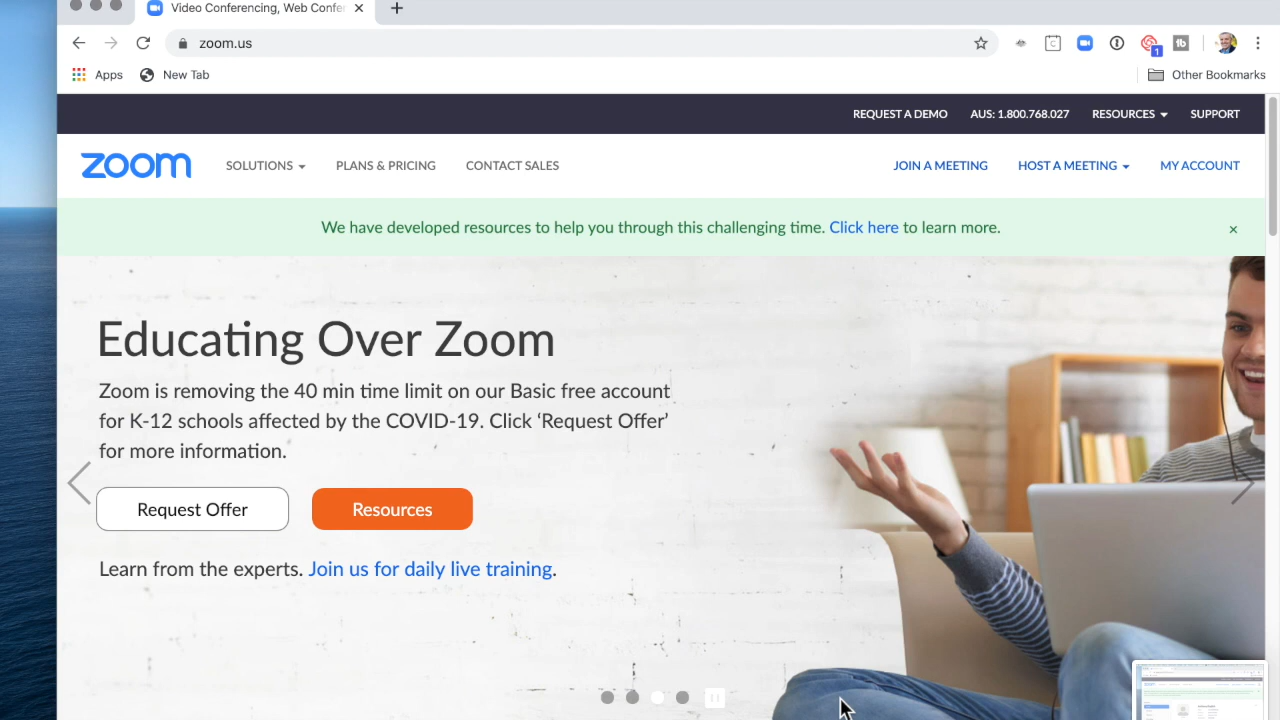 Video Conferencing, Web Confe
zoom.us
1
Apps
New Tab
Other Bookmarks
REQUEST A DEMO
AUS: 1.800.768.027
RESOURCES
SUPPORT
zoom
SOLUTIONS
PLANS & PRICING
CONTACT SALES
JOIN A MEETING
HOST A MEETING
MY ACCOUNT
We have developed resources to help you through this challenging time. Click here to learn more.
Educating Over Zoom
Zoom is removing the 40 min time limit on our Basic free account
for K-12 schools affected by the COVID-19. Click ‘Request Offer’
for more information.
Request Offer
Resources
Learn from the experts. Join us for daily live training.